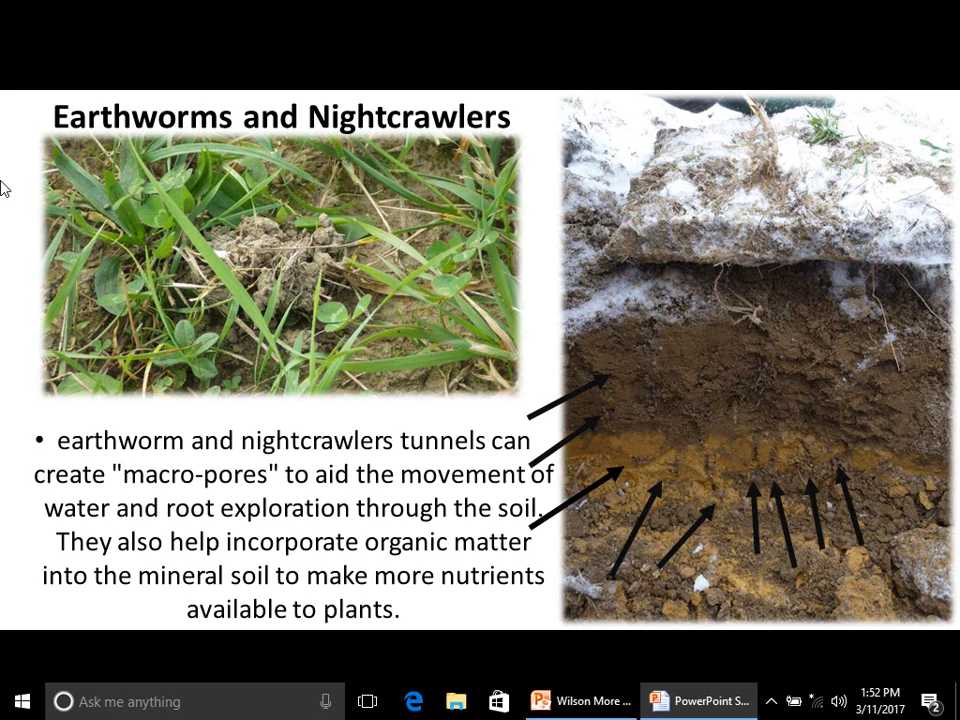 Earthworms and Nightcrawlers
• earthworm and nightcrawlers tunnels can
create "macro-pores" to aid the movement of
water and root exploration through the soil.
They also help incorporate organic matter
into the mineral soil to make more nutrients
available to plants.
Ask me anything
Wilson More ...
PowerPoint S...
1:52 PM
3/11/2017
2